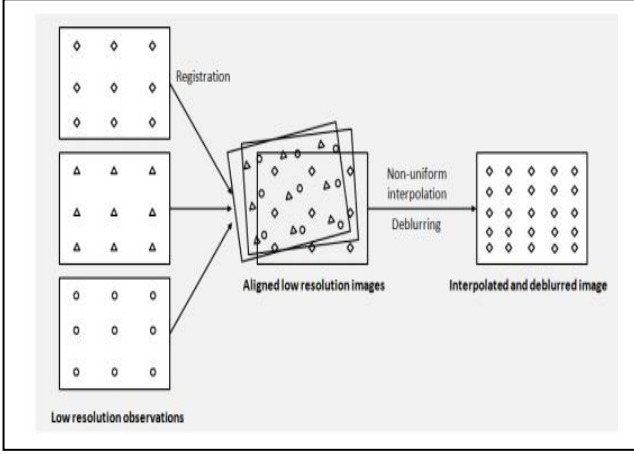 Registration
Non-uniform
interpolation
Deblurring
Aligned low resolution images
Interpolated and deblurred image
Low resolution observations